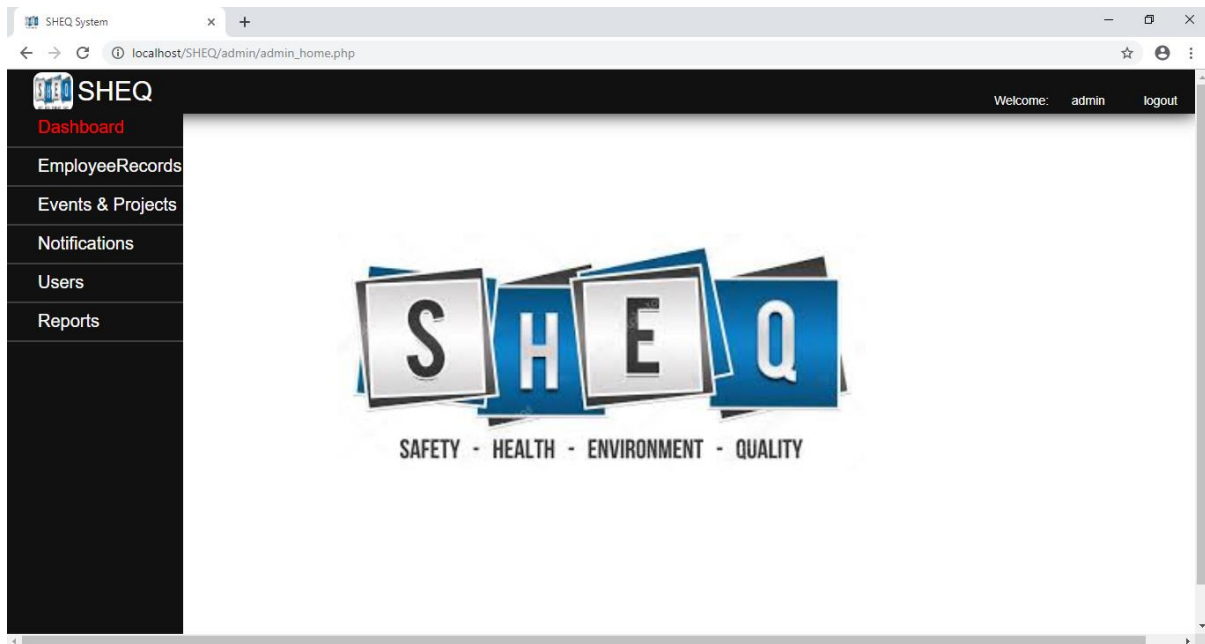 SHEQ System
localhost/SHEQ/admin/admin_home.php
SHEQ
Welcome: admin logout
Dashboard
EmployeeRecords
Events & Projects
Notifications
Users
Reports
S H E Q
SAFETY - HEALTH - ENVIRONMENT - QUALITY